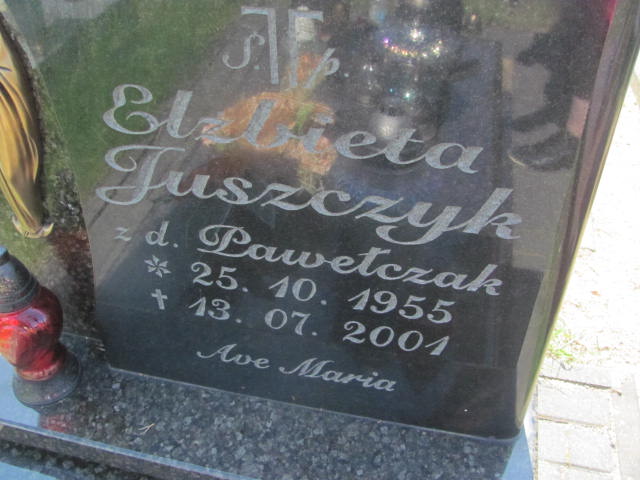 Ś. p.
Elżbieta
Juszczyk
z d. Pawełczak
* 25. 10. 1955
✝ 13. 07. 2001
Ave Maria